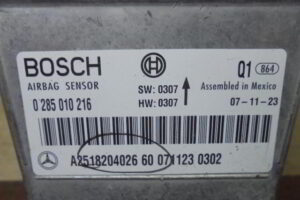 BOSCH Q1 864
AIRBAG SENSOR SW: 0307 Assembled in Mexico
0 285 010 216 HW: 0307 07-11-23
A2518204026 60 071123 0302